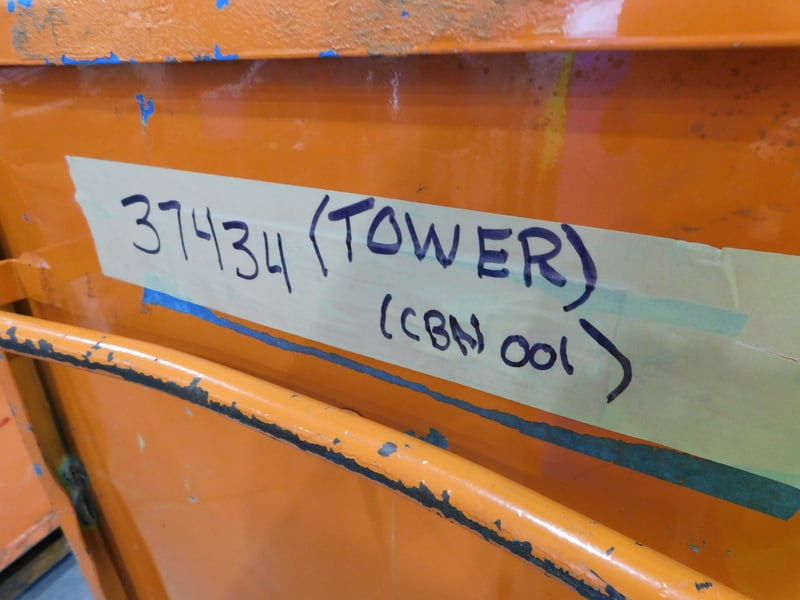 37434 (TOWER)
(CBN 001)